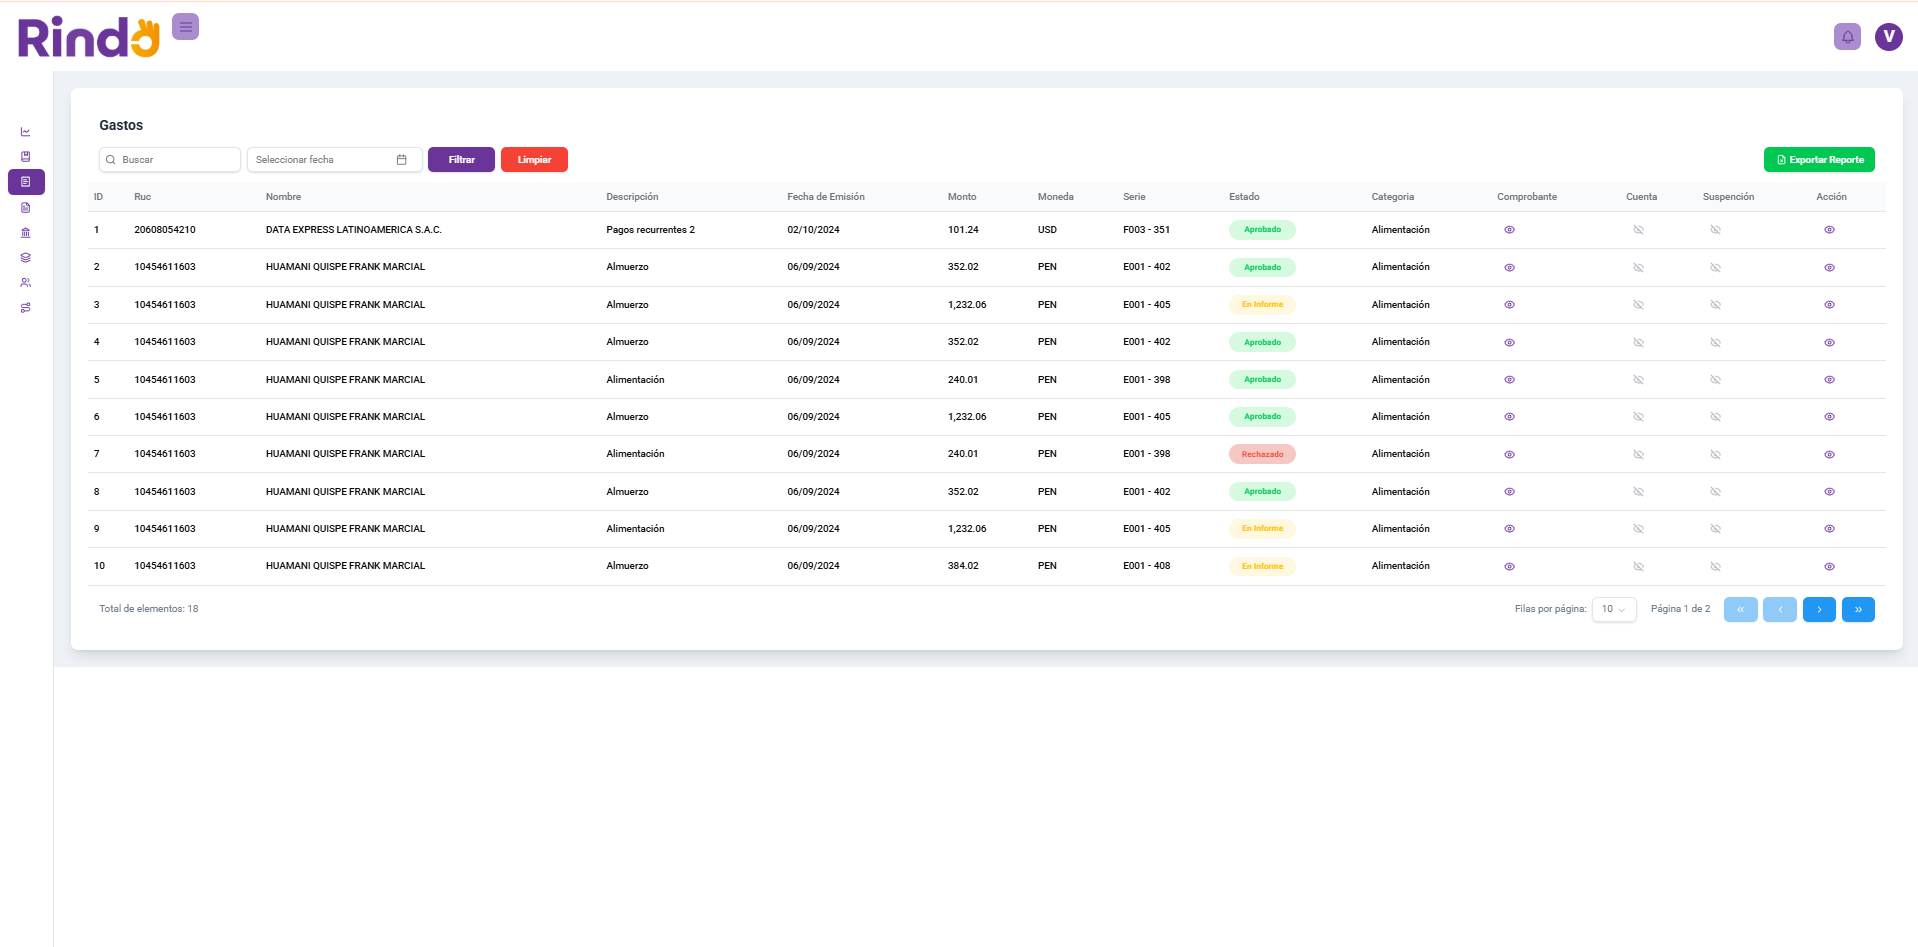 Rindo
V
Gastos
Buscar Seleccionar fecha Filtrar Limpiar Exportar Reporte
ID Ruc Nombre Descripción Fecha de Emisión Monto Moneda Serie Estado Categoria Comprobante Cuenta Suspención Acción
1 20608054210 DATA EXPRESS LATINOAMERICA S.A.C. Pagos recurrentes 2 02/10/2024 101.24 USD F003 - 351 Aprobado Alimentación
2 10454611603 HUAMANI QUISPE FRANK MARCIAL Almuerzo 06/09/2024 352.02 PEN E001 - 402 Aprobado Alimentación
3 10454611603 HUAMANI QUISPE FRANK MARCIAL Almuerzo 06/09/2024 1,232.06 PEN E001 - 405 En Informe Alimentación
4 10454611603 HUAMANI QUISPE FRANK MARCIAL Almuerzo 06/09/2024 352.02 PEN E001 - 402 Aprobado Alimentación
5 10454611603 HUAMANI QUISPE FRANK MARCIAL Alimentación 06/09/2024 240.01 PEN E001 - 398 Aprobado Alimentación
6 10454611603 HUAMANI QUISPE FRANK MARCIAL Almuerzo 06/09/2024 1,232.06 PEN E001 - 405 Aprobado Alimentación
7 10454611603 HUAMANI QUISPE FRANK MARCIAL Alimentación 06/09/2024 240.01 PEN E001 - 398 Rechazado Alimentación
8 10454611603 HUAMANI QUISPE FRANK MARCIAL Almuerzo 06/09/2024 352.02 PEN E001 - 402 Aprobado Alimentación
9 10454611603 HUAMANI QUISPE FRANK MARCIAL Alimentación 06/09/2024 1,232.06 PEN E001 - 405 En Informe Alimentación
10 10454611603 HUAMANI QUISPE FRANK MARCIAL Almuerzo 06/09/2024 384.02 PEN E001 - 408 En Informe Alimentación
Total de elementos: 18 Filas por página: 10 Página 1 de 2 « ‹ › »